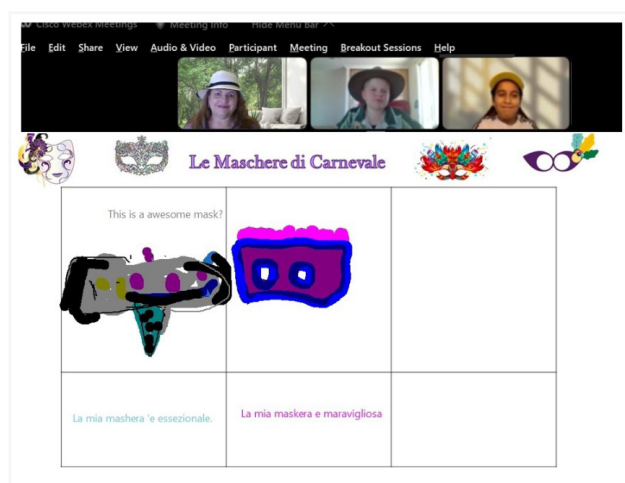 Cisco Webex Meetings Meeting Info Hide Menu Bar
File Edit Share View Audio & Video Participant Meeting Breakout Sessions Help
Le Maschere di Carnevale
This is a awesome mask?
La mia mashera 'e essezionale.
La mia maskera e maravigliosa